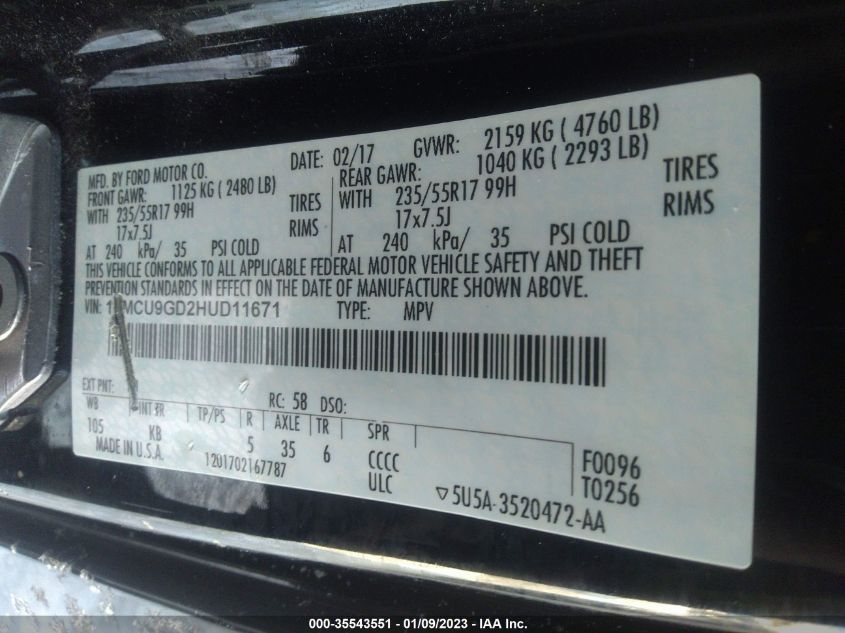 MFD. BY FORD MOTOR CO. DATE: 02/17 GVWR: 2159 KG ( 4760 LB)
FRONT GAWR: 1125 KG ( 2480 LB) REAR GAWR: 1040 KG ( 2293 LB)
WITH 235/55R17 99H TIRES WITH 235/55R17 99H TIRES
17x7.5J RIMS 17x7.5J RIMS
AT 240 kPa/ 35 PSI COLD AT 240 kPa/ 35 PSI COLD
THIS VEHICLE CONFORMS TO ALL APPLICABLE FEDERAL MOTOR VEHICLE SAFETY AND THEFT
PREVENTION STANDARDS IN EFFECT ON THE DATE OF MANUFACTURE SHOWN ABOVE.
VIN: 1FMCU9GD2HUD11671 TYPE: MPV
EXT PNT: RC: 58 DSO:
WB INT TR TP/PS R AXLE TR SPR
105 KB 5 35 6 CCCC F0096
MADE IN U.S.A. 1201702167787 ULC T0256
▽5U5A-3520472-AA
000-35543551 | 01/09/2023 - IAA Inc.